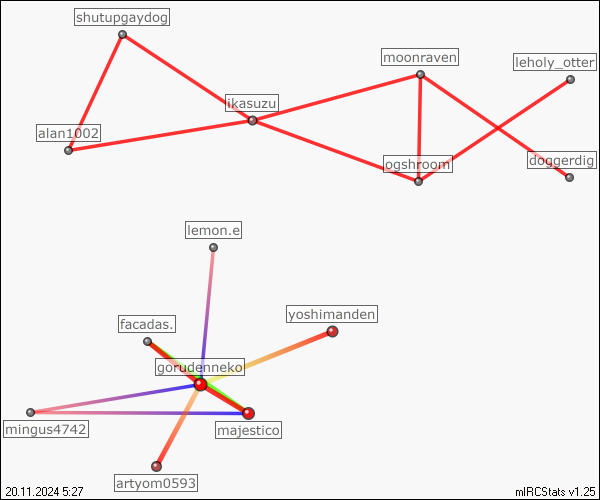 shutupgaydog
moonraven
leholy_otter
ikasuzu
alan1002
ogshroom
doggerdig
lemon.e
yoshimanden
facadas.
gorudenneko
mingus4742
majestico
artyom0593
20.11.2024 5:27
mIRCStats v1.25